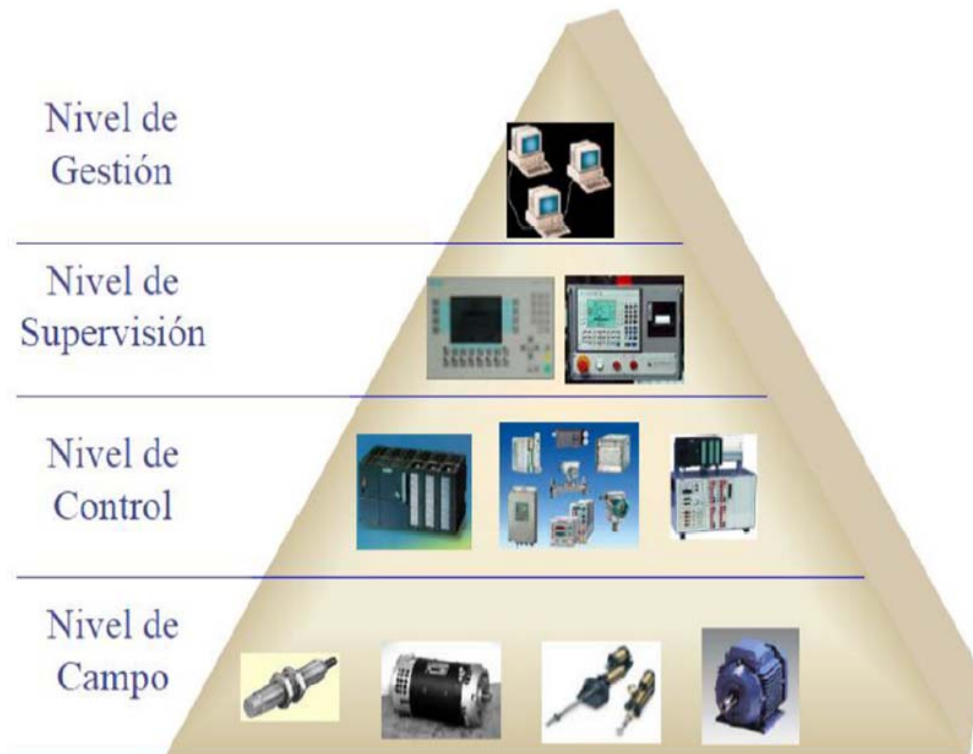 Nivel de
Gestión
Nivel de
Supervisión
Nivel de
Control
Nivel de
Campo